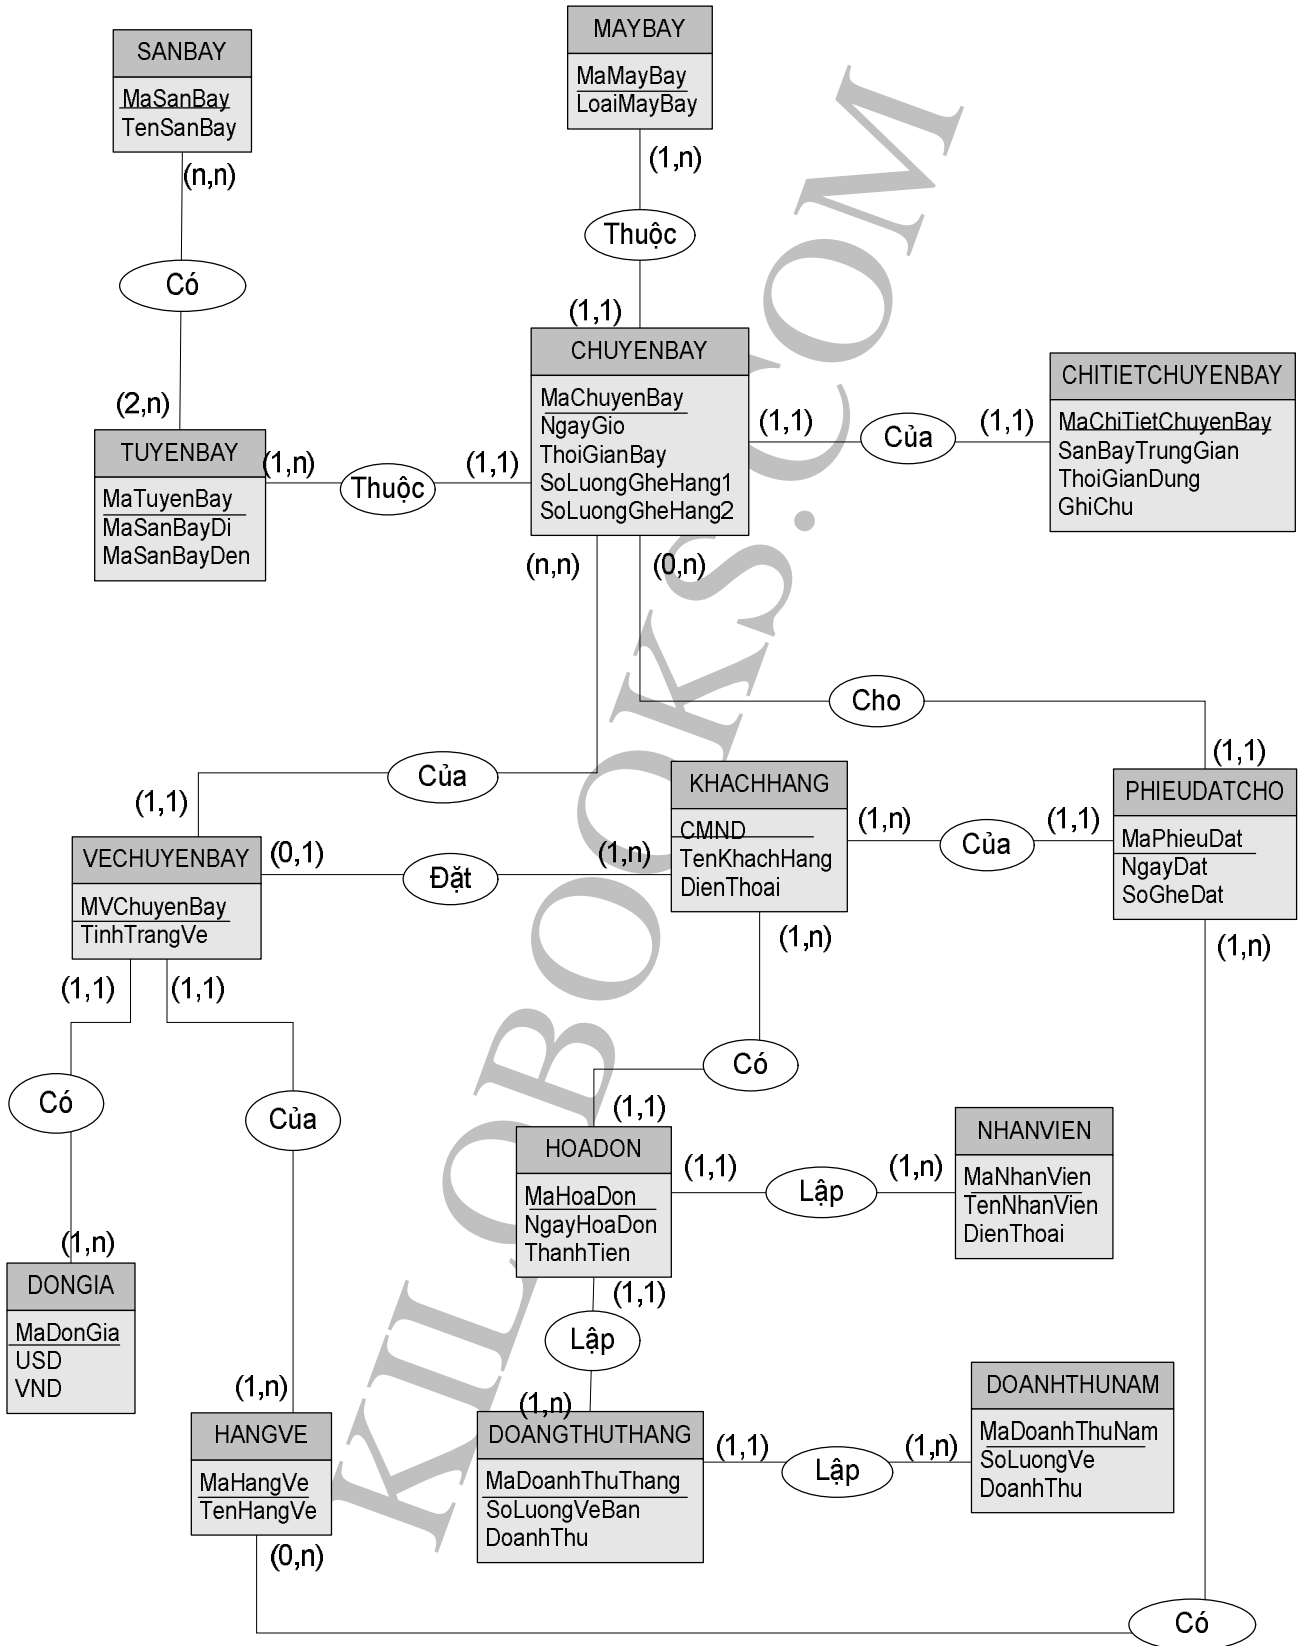 MAYBAY
MaMayBay
LoaiMayBay
SANBAY
MaSanBay
TenSanBay
(n,n)
(1,n)
Thuộc
Có
(1,1)
(2,n)
CHUYENBAY
MaChuyenBay
NgayGio
ThoiGianBay
SoLuongGheHang1
SoLuongGheHang2
CHITIETCHUYENBAY
MaChiTietChuyenBay
SanBayTrungGian
ThoiGianDung
GhiChu
(1,1)
Của
(1,1)
TUYENBAY
MaTuyenBay
MaSanBayDi
MaSanBayDen
(1,n)
Thuộc
(1,1)
(n,n)
(0,n)
Cho
(1,1)
Của
(1,1)
KHACHHANG
CMND
TenKhachHang
DienThoai
PHIEUDATCHO
MaPhieuDat
NgayDat
SoGheDat
(1,n)
Của
(1,1)
VECHUYENBAY
MVChuyenBay
TinhTrangVe
(0,1)
Đặt
(1,n)
(1,n)
(1,n)
(1,1)
(1,1)
Có
Có
Của
(1,1)
HOADON
MaHoaDon
NgayHoaDon
ThanhTien
(1,1)
Lập
(1,n)
NHANVIEN
MaNhanVien
TenNhanVien
DienThoai
(1,n)
DONGIA
MaDonGia
USD
VND
(1,1)
Lập
(1,n)
(1,n)
HANGVE
MaHangVe
TenHangVe
(0,n)
DOANGTHUTHANG
MaDoanhThuThang
SoLuongVeBan
DoanhThu
(1,1)
Lập
(1,n)
DOANHTHUNAM
MaDoanhThuNam
SoLuongVe
DoanhThu
Có
KILOBOOKS.COM